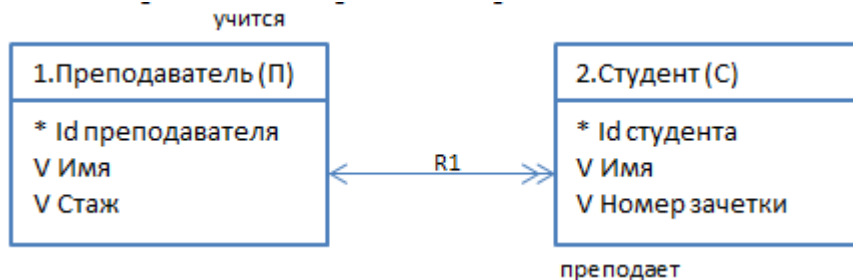 учится
1.Преподаватель (П)
* Id преподавателя
V Имя
V Стаж
R1
2.Студент (С)
* Id студента
V Имя
V Номер зачетки
преподает